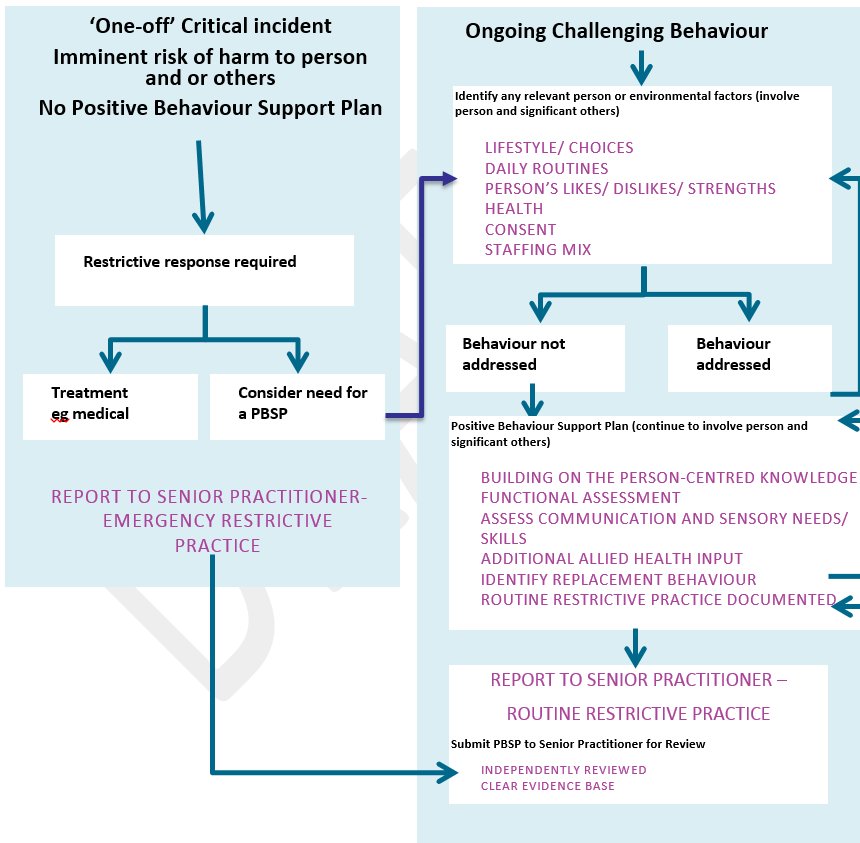 ‘One-off’ Critical incident
Imminent risk of harm to person
and or others
No Positive Behaviour Support Plan
Restrictive response required
Treatment
eg medical
Consider need for
a PBSP
REPORT TO SENIOR PRACTITIONER-
EMERGENCY RESTRICTIVE
PRACTICE
Ongoing Challenging Behaviour
Identify any relevant person or environmental factors (involve
person and significant others)
LIFESTYLE/ CHOICES
DAILY ROUTINES
PERSON’S LIKES/ DISLIKES/ STRENGTHS
HEALTH
CONSENT
STAFFING MIX
Behaviour not
addressed
Behaviour
addressed
Positive Behaviour Support Plan (continue to involve person and
significant others)
BUILDING ON THE PERSON-CENTRED KNOWLEDGE
FUNCTIONAL ASSESSMENT
ASSESS COMMUNICATION AND SENSORY NEEDS/
SKILLS
ADDITIONAL ALLIED HEALTH INPUT
IDENTIFY REPLACEMENT BEHAVIOUR
ROUTINE RESTRICTIVE PRACTICE DOCUMENTED
REPORT TO SENIOR PRACTITIONER –
ROUTINE RESTRICTIVE PRACTICE
Submit PBSP to Senior Practitioner for Review
INDEPENDENTLY REVIEWED
CLEAR EVIDENCE BASE